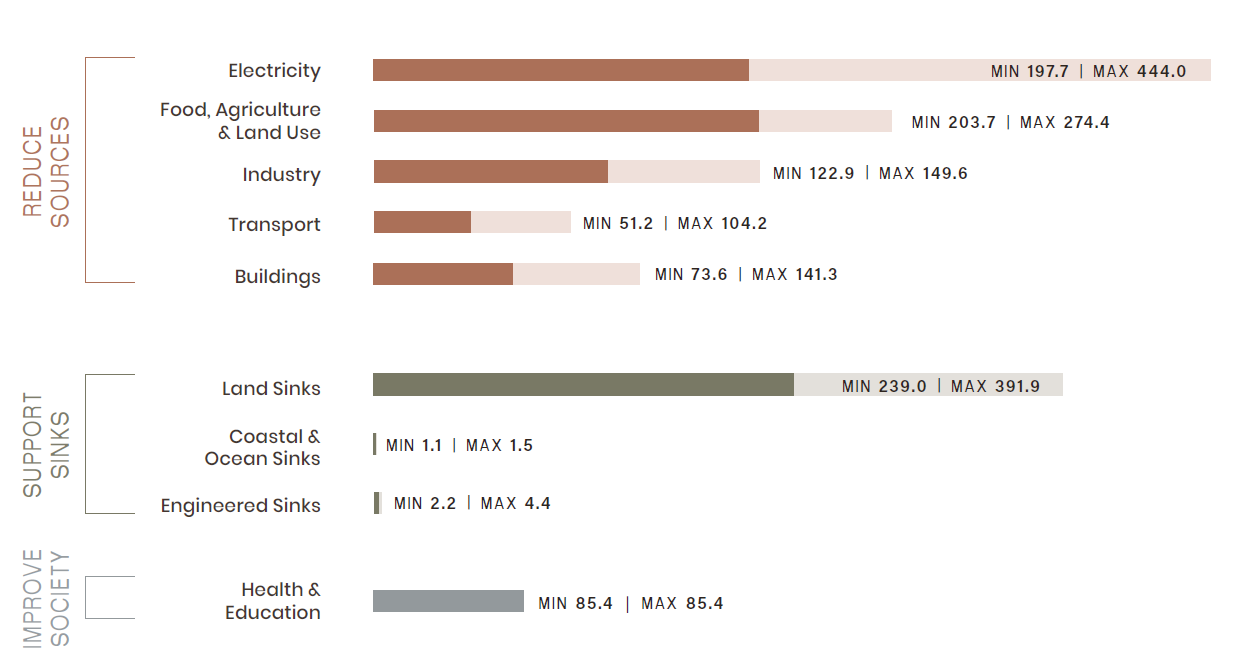 REDUCE
SOURCES
Electricity
MIN 197.7 | MAX 444.0
Food, Agriculture
& Land Use
MIN 203.7 | MAX 274.4
Industry
MIN 122.9 | MAX 149.6
Transport
MIN 51.2 | MAX 104.2
Buildings
MIN 73.6 | MAX 141.3
SUPPORT
SINKS
Land Sinks
MIN 239.0 | MAX 391.9
Coastal &
Ocean Sinks
MIN 1.1 | MAX 1.5
Engineered Sinks
MIN 2.2 | MAX 4.4
IMPROVE
SOCIETY
Health &
Education
MIN 85.4 | MAX 85.4